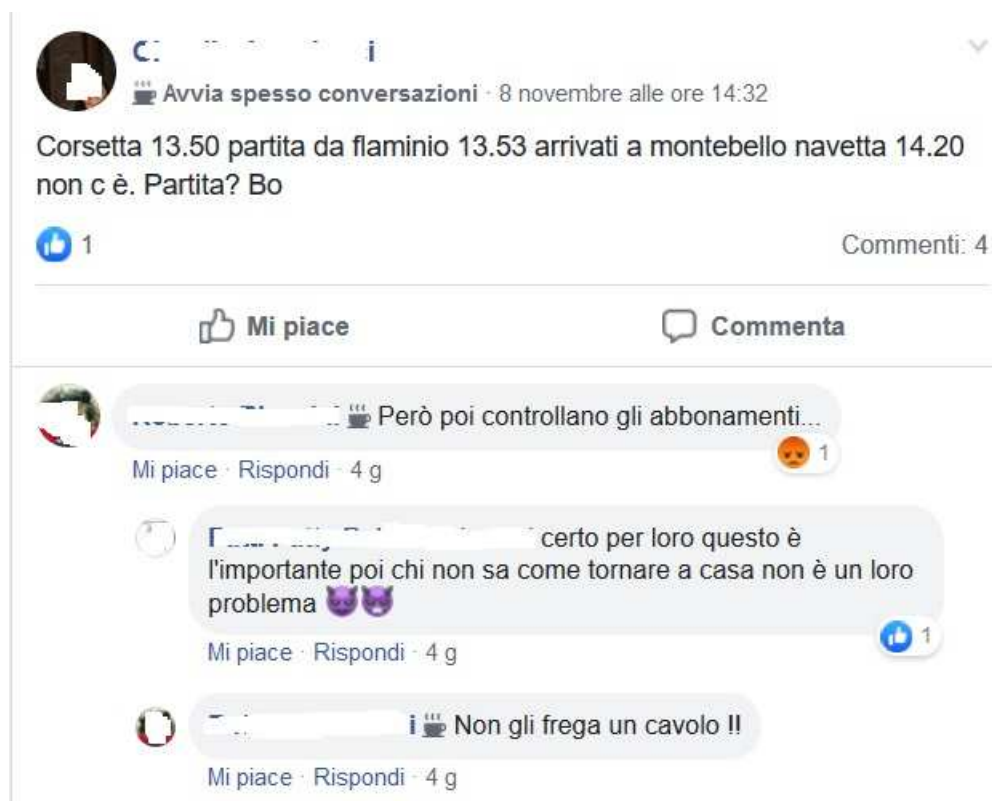 Avvia spesso conversazioni · 8 novembre alle ore 14:32
Corsetta 13.50 partita da flaminio 13.53 arrivati a montebello navetta 14.20
non c è. Partita? Bo
1
Commenti: 4
Mi piace
Commenta
Però poi controllano gli abbonamenti...
1
Mi piace · Rispondi · 4 g
certo per loro questo è
l'importante poi chi non sa come tornare a casa non è un loro
problema
1
Mi piace · Rispondi · 4 g
Non gli frega un cavolo !!
Mi piace · Rispondi · 4 g